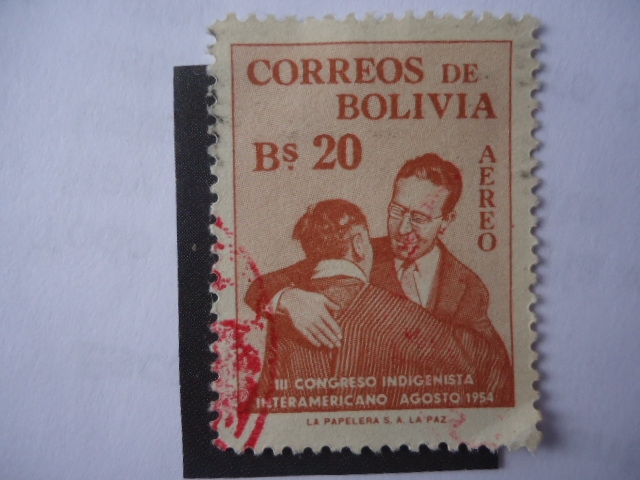 CORREOS DE
BOLIVIA
Bs. 20
AEREO
III CONGRESO INDIGENISTA
INTERAMERICANO / AGOSTO 1954
LA PAPELERA S. A. LA PAZ